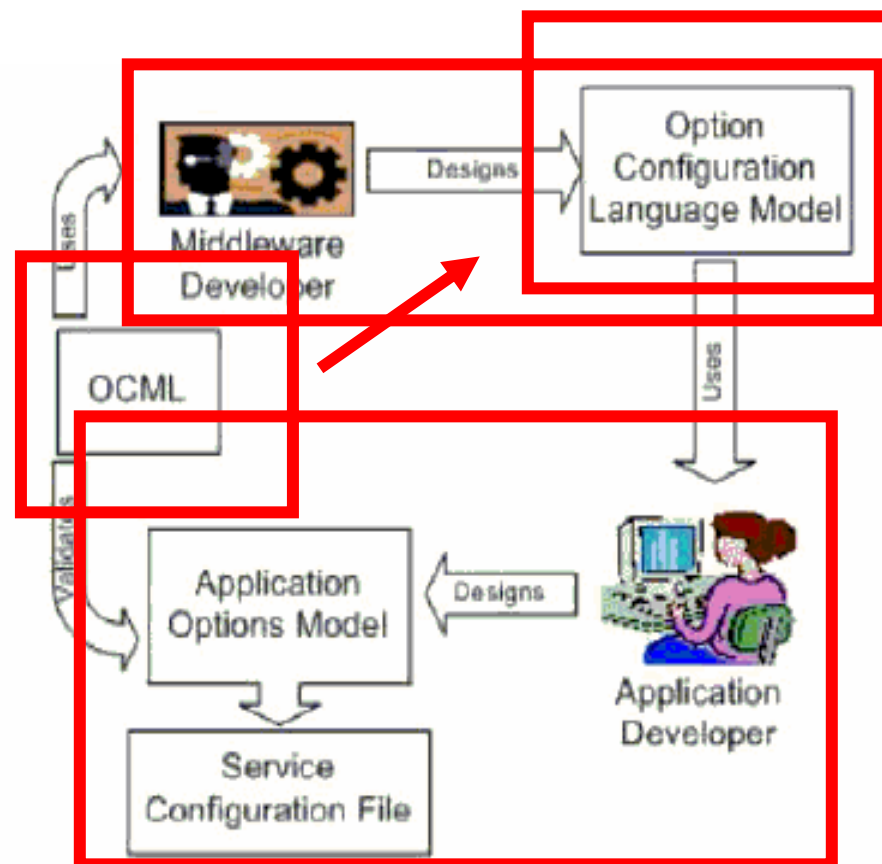 Option
Configuration
Language Model
Designs
Middleware
Developer
Uses
OCML
Uses
Validates
Application
Options Model
Designs
Application
Developer
Service
Configuration File